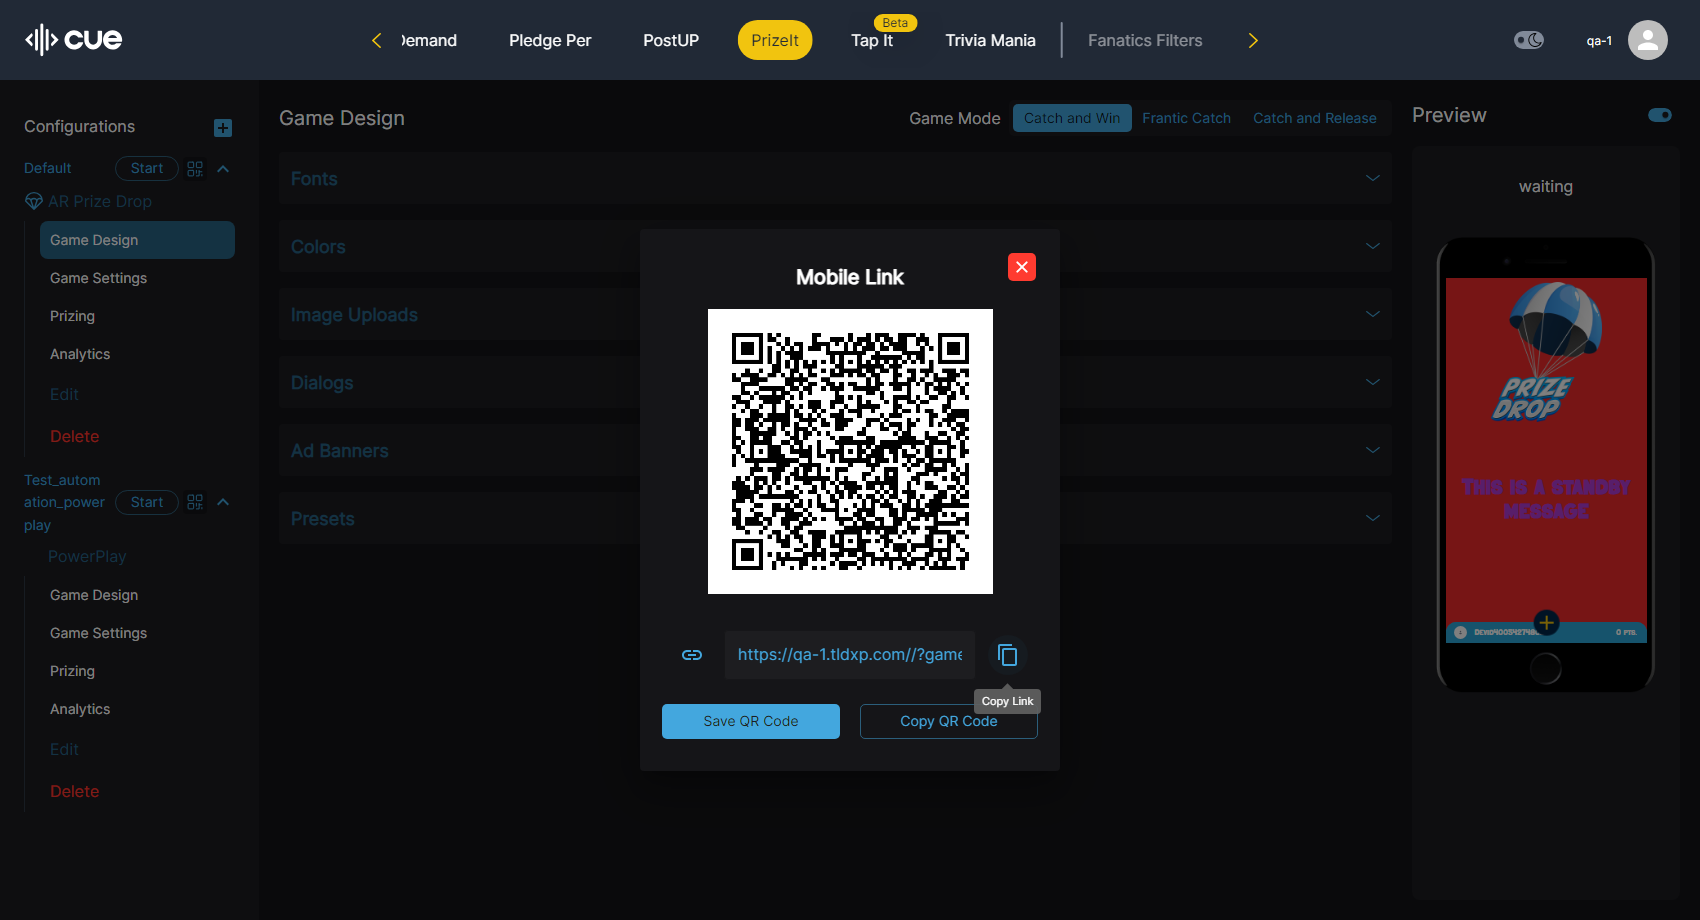 cue
Demand
Pledge Per
PostUP
PrizeIt
Beta
Tap It
Trivia Mania
Fanatics Filters
qa-1
Configurations
Default
Start
AR Prize Drop
Game Design
Game Settings
Prizing
Analytics
Edit
Delete
Test_autom
ation_power
play
Start
PowerPlay
Game Design
Game Settings
Prizing
Analytics
Edit
Delete
Game Design
Game Mode
Catch and Win
Frantic Catch
Catch and Release
Fonts
Colors
Image Uploads
Dialogs
Ad Banners
Presets
Mobile Link
https://qa-1.tldxp.com//?game
Copy Link
Save QR Code
Copy QR Code
Preview
waiting
PRIZE
DROP
THIS IS A STANDBY
MESSAGE
0 PTS.